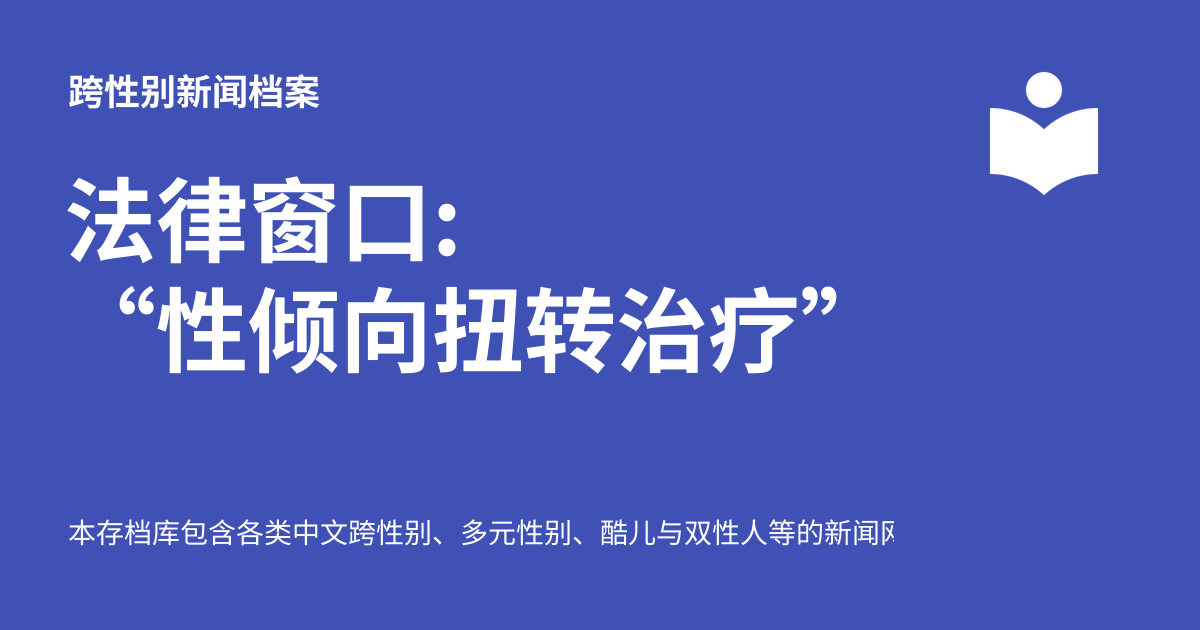 跨性别新闻档案
法律窗口:
“性倾向扭转治疗”
本存档库包含各类中文跨性别、多元性别、酷儿与双性人等的新闻